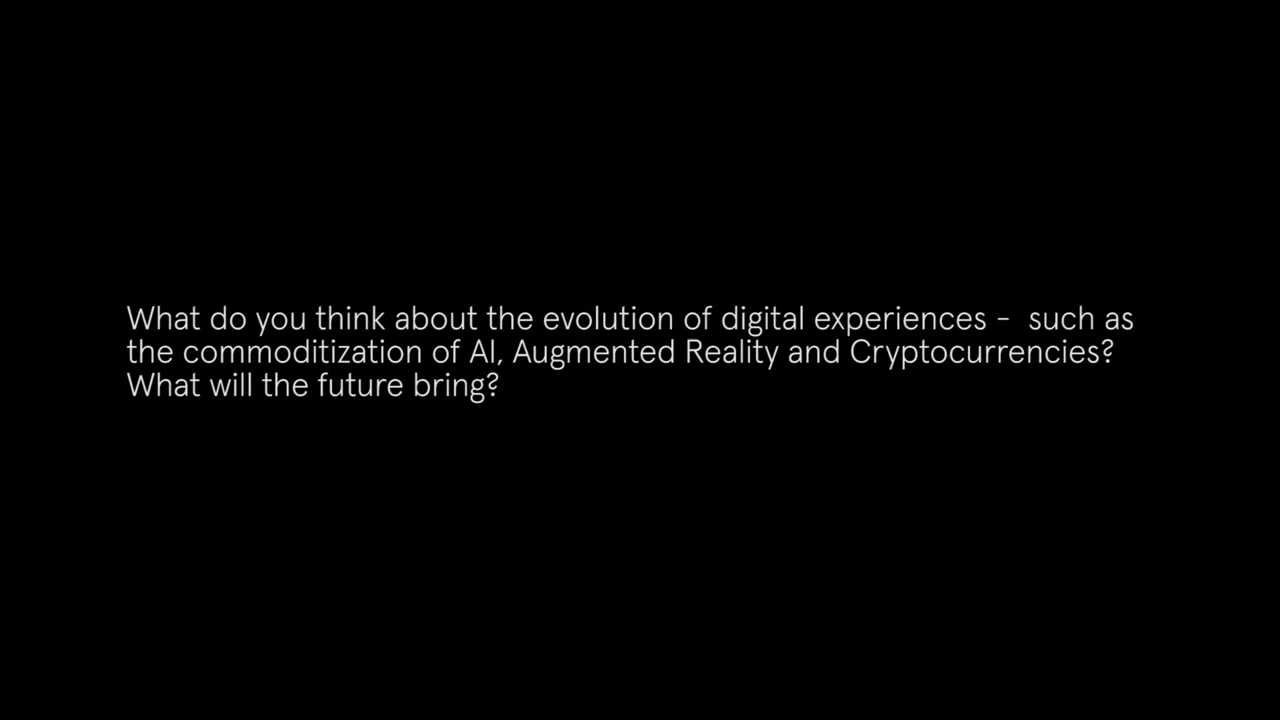 What do you think about the evolution of digital experiences -  such as
the commoditization of AI, Augmented Reality and Cryptocurrencies?
What will the future bring?